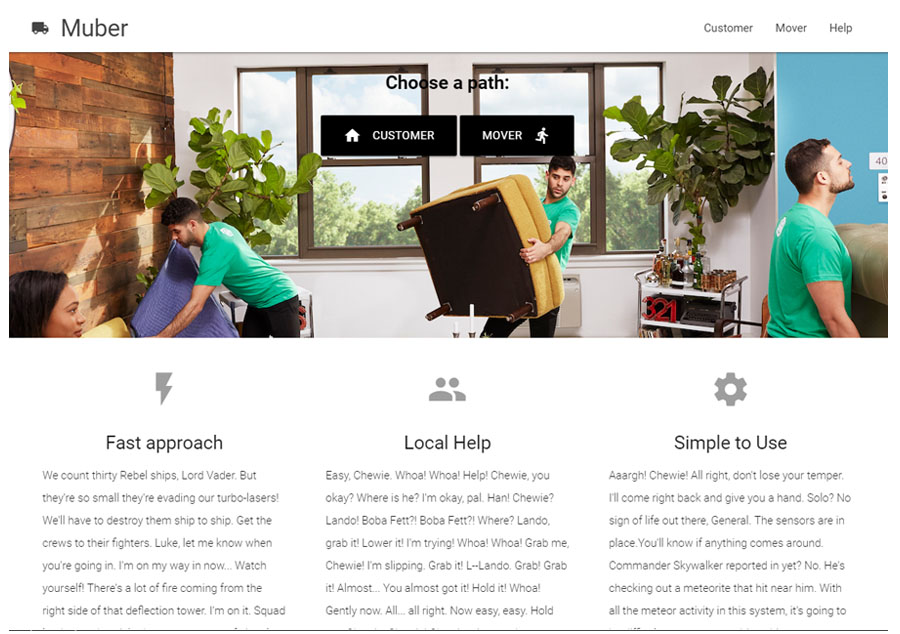 Muber
Customer Mover Help
Choose a path:
CUSTOMER MOVER
40
321
Fast approach
We count thirty Rebel ships, Lord Vader. But
they're so small they're evading our turbo-lasers!
We'll have to destroy them ship to ship. Get the
crews to their fighters. Luke, let me know when
you're going in. I'm on my way in now... Watch
yourself! There's a lot of fire coming from the
right side of that deflection tower. I'm on it. Squad
Local Help
Easy, Chewie. Whoa! Whoa! Help! Chewie, you
okay? Where is he? I'm okay, pal. Han! Chewie?
Lando! Boba Fett?! Boba Fett?! Where? Lando,
grab it! Lower it! I'm trying! Whoa! Whoa! Grab me,
Chewie! I'm slipping. Grab it! L--Lando. Grab! Grab
it! Almost... You almost got it! Hold it! Whoa!
Gently now. All... all right. Now easy, easy. Hold
Simple to Use
Aaargh! Chewie! All right, don't lose your temper.
I'll come right back and give you a hand. Solo? No
sign of life out there, General. The sensors are in
place.You'll know if anything comes around.
Commander Skywalker reported in yet? No. He's
checking out a meteorite that hit near him. With
all the meteor activity in this system, it's going to